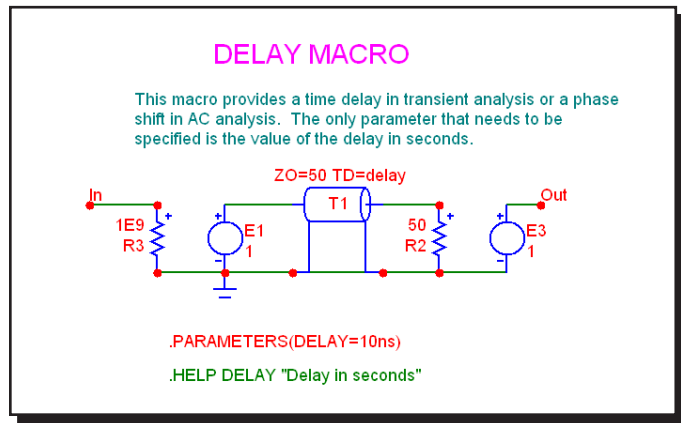 DELAY MACRO
This macro provides a time delay in transient analysis or a phase
shift in AC analysis. The only parameter that needs to be
specified is the value of the delay in seconds.
ZO=50 TD=delay
In
T1
Out
1E9
R3
E1
1
50
R2
E3
1
.PARAMETERS(DELAY=10ns)
.HELP DELAY "Delay in seconds"